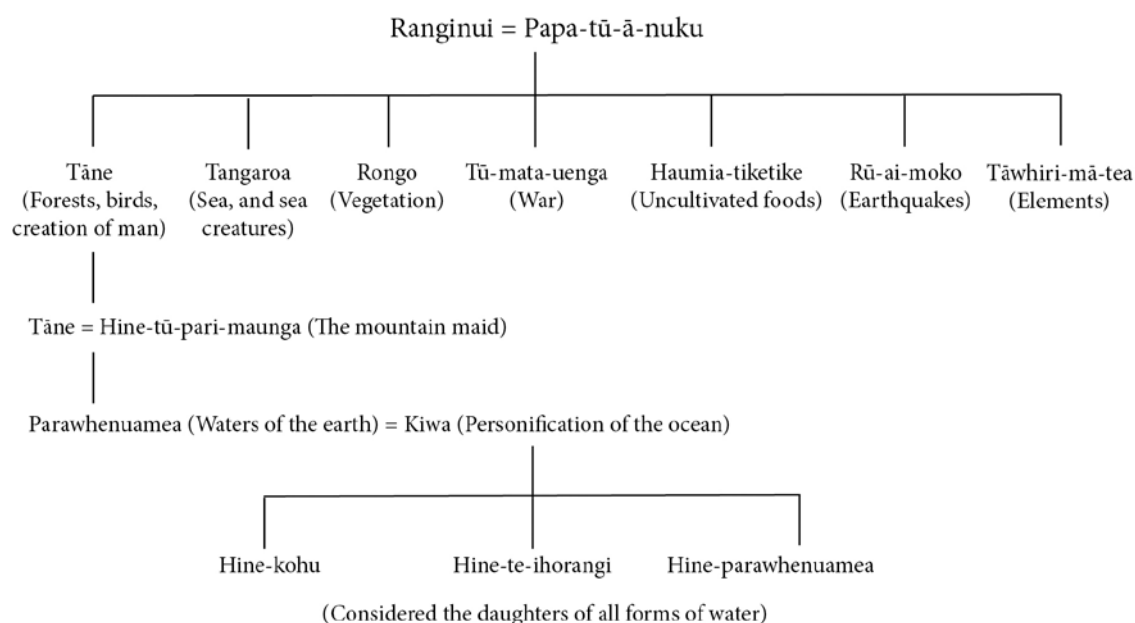 Ranginui = Papa-tū-ā-nuku
Tāne
(Forests, birds,
creation of man)
Tangaroa
(Sea, and sea
creatures)
Rongo
(Vegetation)
Tū-mata-uenga
(War)
Haumia-tiketike
(Uncultivated foods)
Rū-ai-moko
(Earthquakes)
Tāwhiri-mā-tea
(Elements)
Tāne = Hine-tū-pari-maunga (The mountain maid)
Parawhenuamea (Waters of the earth) = Kiwa (Personification of the ocean)
Hine-kohu
Hine-te-ihorangi
Hine-parawhenuamea
(Considered the daughters of all forms of water)